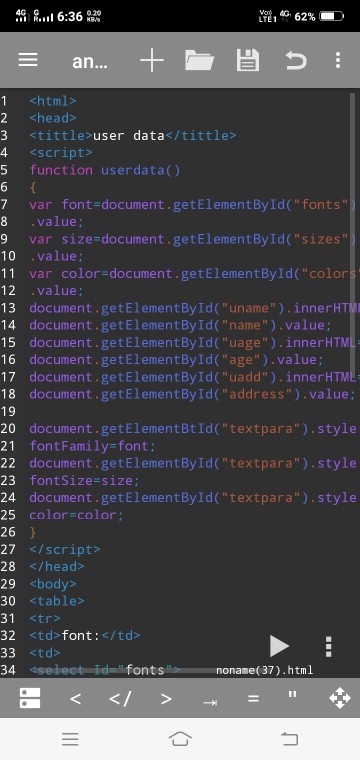 4G G 6:36 0.20 KB/s Vo) LTE1 4G 62%
an...
1 <html>
2 <head>
3 <tittle>user data</tittle>
4 <script>
5 function userdata()
6 {
7 var font=document.getElementById("fonts")
8 .value;
9 var size=document.getElementById("sizes")
10 .value;
11 var color=document.getElementById("colors"
12 .value;
13 document.getElementById("uname").innerHTM
14 document.getElementById("name").value;
15 document.getElementById("uage").innerHTML=
16 document.getElementById("age").value;
17 document.getElementById("uadd").innerHTML=
18 document.getElementById("address").value;
19
20 document.getElementBtId("textpara").style
21 fontFamily=font;
22 document.getElementById("textpara").style
23 fontSize=size;
24 document.getElementById("textpara").style
25 color=color;
26 }
27 </script>
28 </head>
29 <body>
30 <table>
31 <tr>
32 <td>font:</td>
33 <td>
34 <select Id="fonts"> noname(37).html
< </ > = "